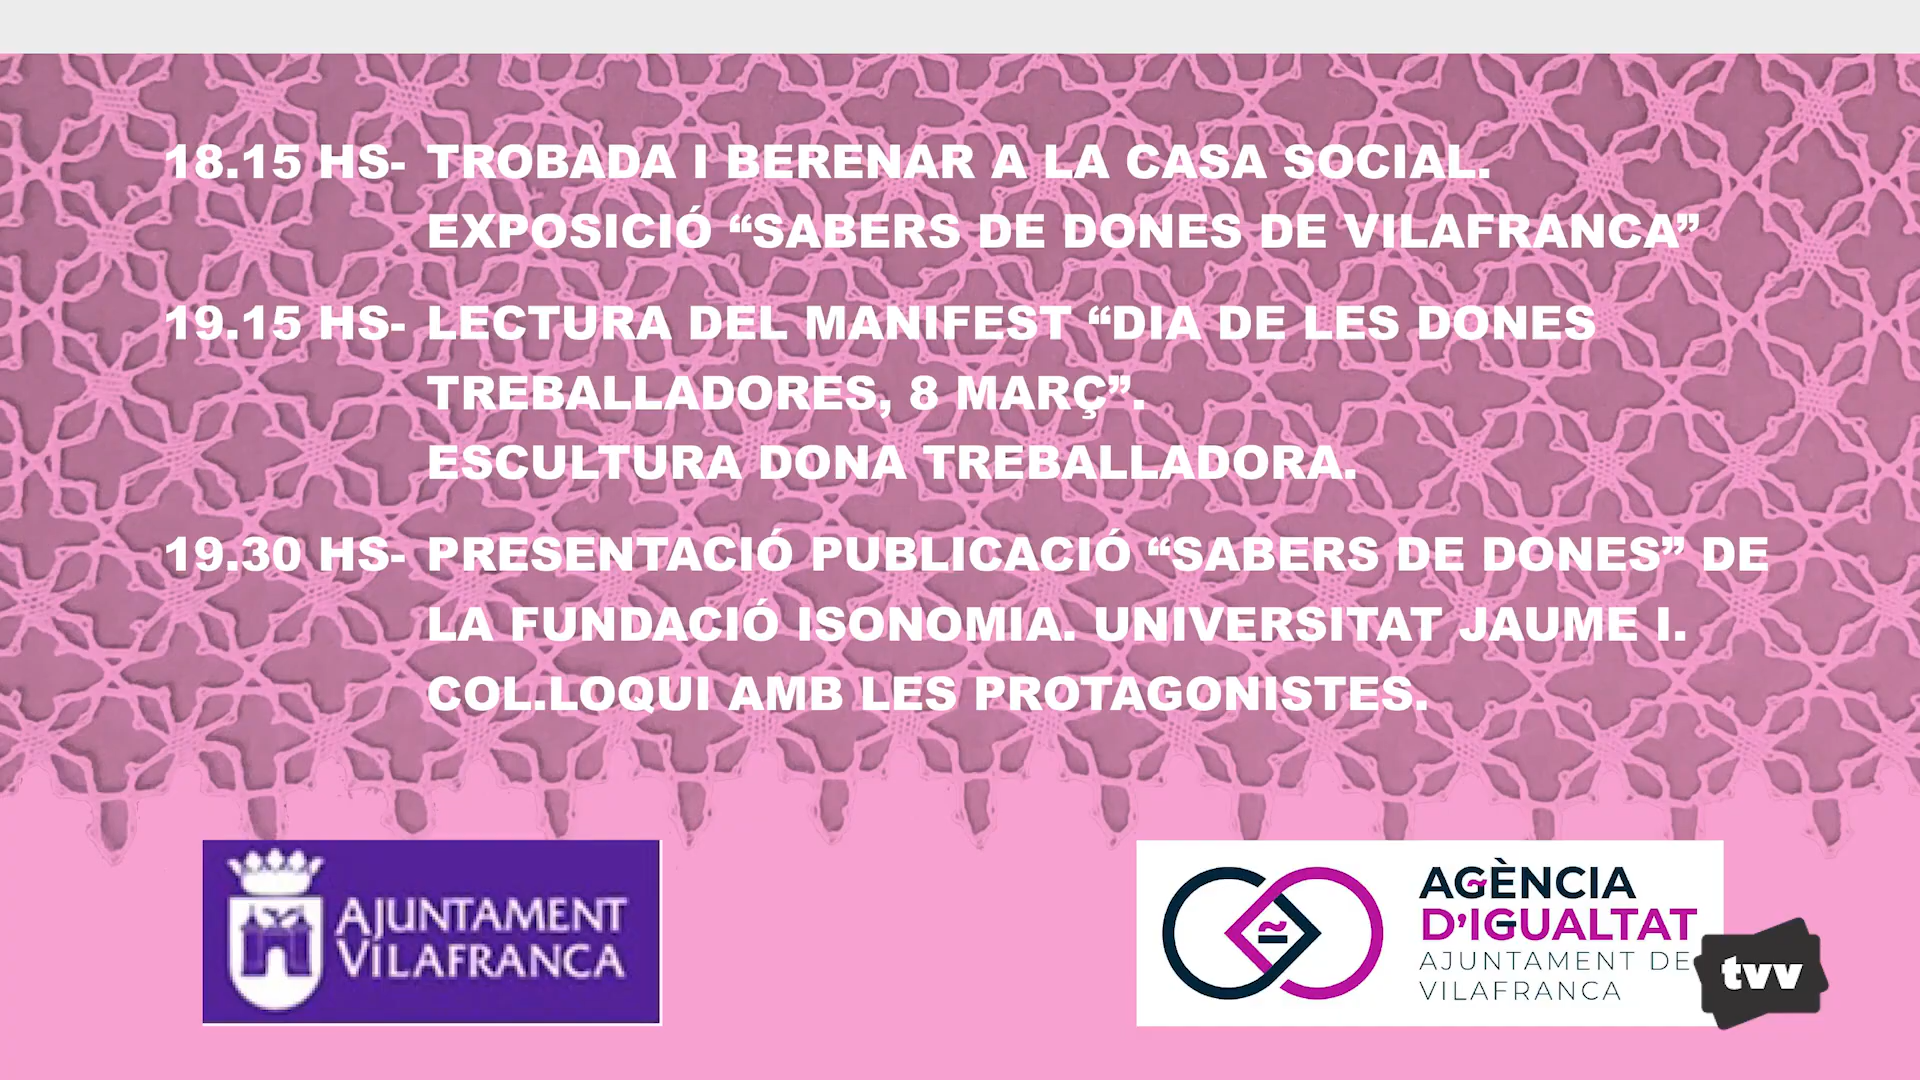 18.15 HS- TROBADA I BERENAR A LA CASA SOCIAL.
EXPOSICIÓ “SABERS DE DONES DE VILAFRANCA”
19.15 HS- LECTURA DEL MANIFEST “DIA DE LES DONES
TREBALLADORES, 8 MARÇ”.
ESCULTURA DONA TREBALLADORA.
19.30 HS- PRESENTACIÓ PUBLICACIÓ “SABERS DE DONES” DE
LA FUNDACIÓ ISONOMIA. UNIVERSITAT JAUME I.
COL.LOQUI AMB LES PROTAGONISTES.
AJUNTAMENT
VILAFRANCA
AGÈNCIA
D'IGUALTAT
AJUNTAMENT DE
VILAFRANCA
tvv